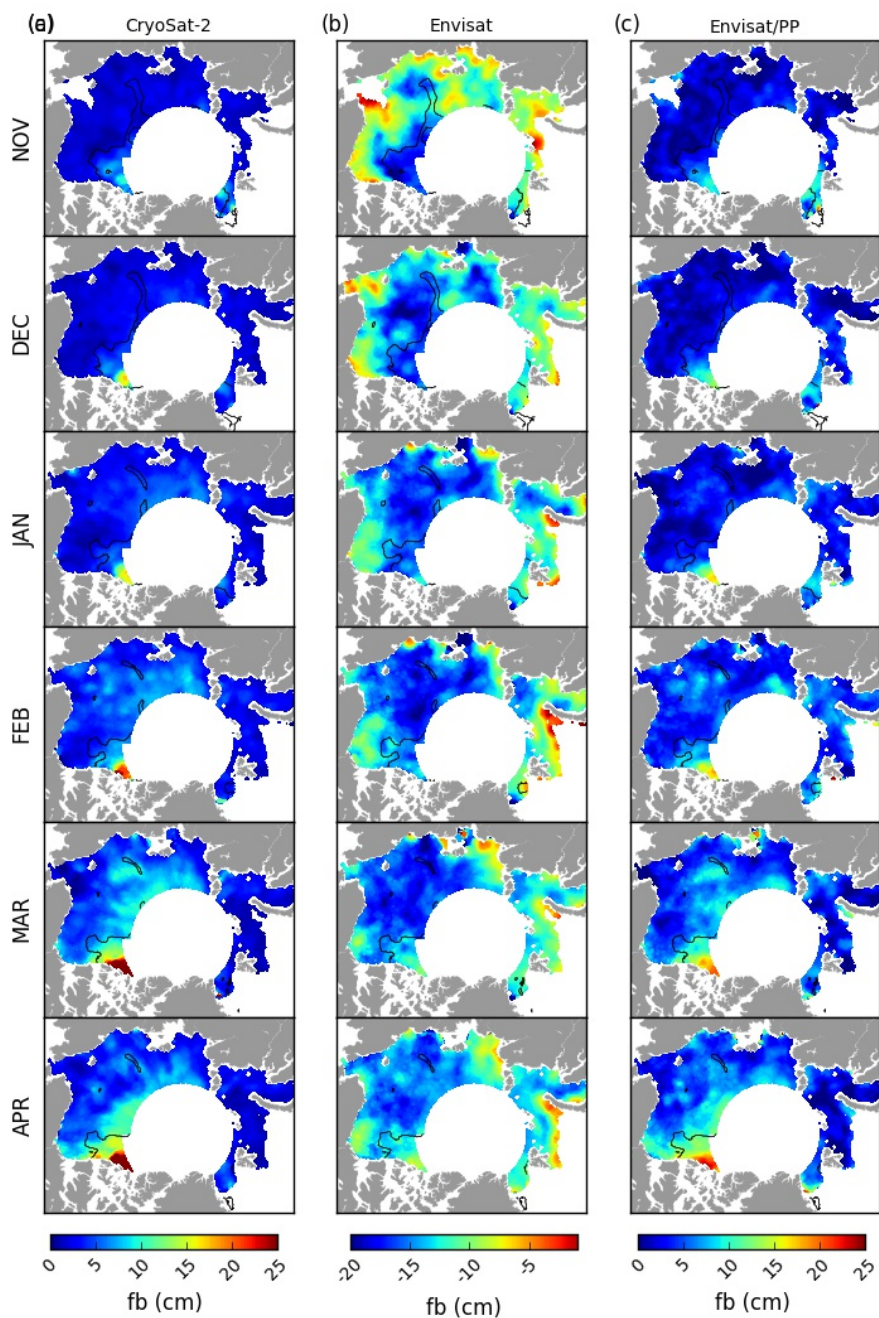 (a) CryoSat-2 (b) Envisat (c) Envisat/PP
NOV
DEC
JAN
FEB
MAR
APR
0 5 10 15 20 25 -20 -15 -10 -5 0 5 10 15 20 25
fb (cm) fb (cm) fb (cm)